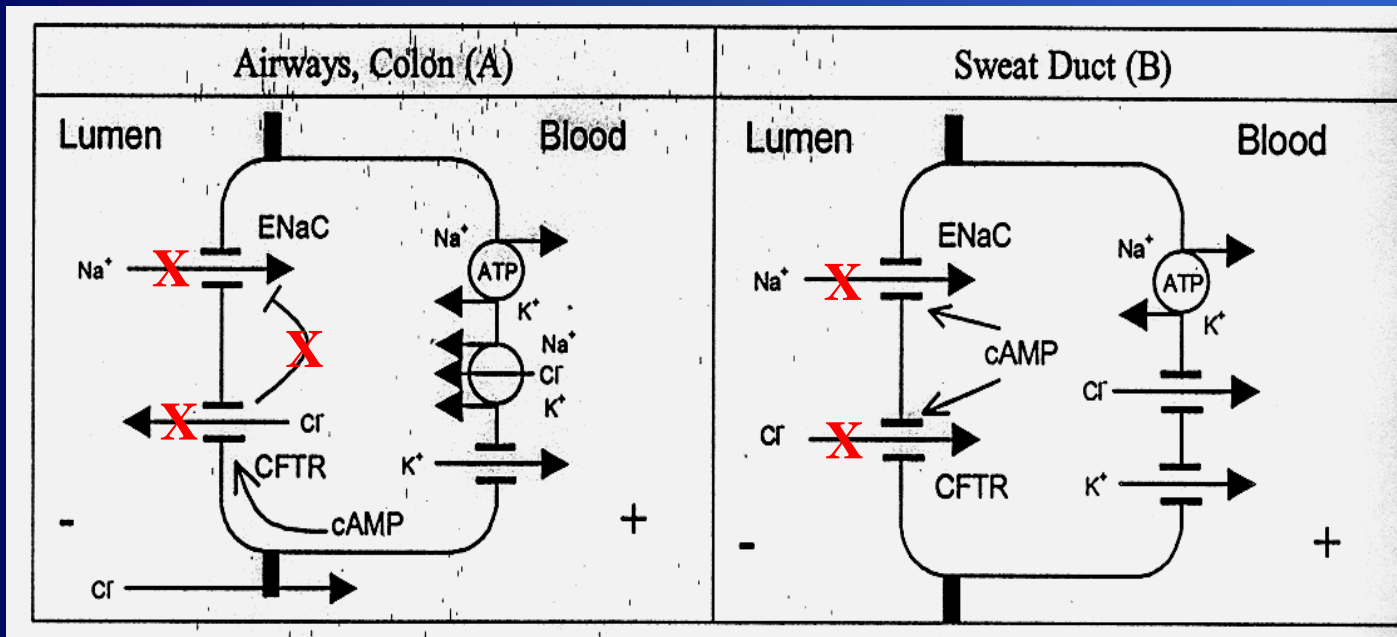 Airways, Colon (A)
Lumen
Blood
ENaC
Na⁺
X
Na⁺
ATP
K⁺
X
Na⁺
Cl⁻
K⁺
X
Cl⁻
CFTR
K⁺
cAMP
-
+
Cl⁻
Sweat Duct (B)
Lumen
Blood
ENaC
Na⁺
X
Na⁺
ATP
K⁺
cAMP
Cl⁻
Cl⁻
X
CFTR
K⁺
-
+